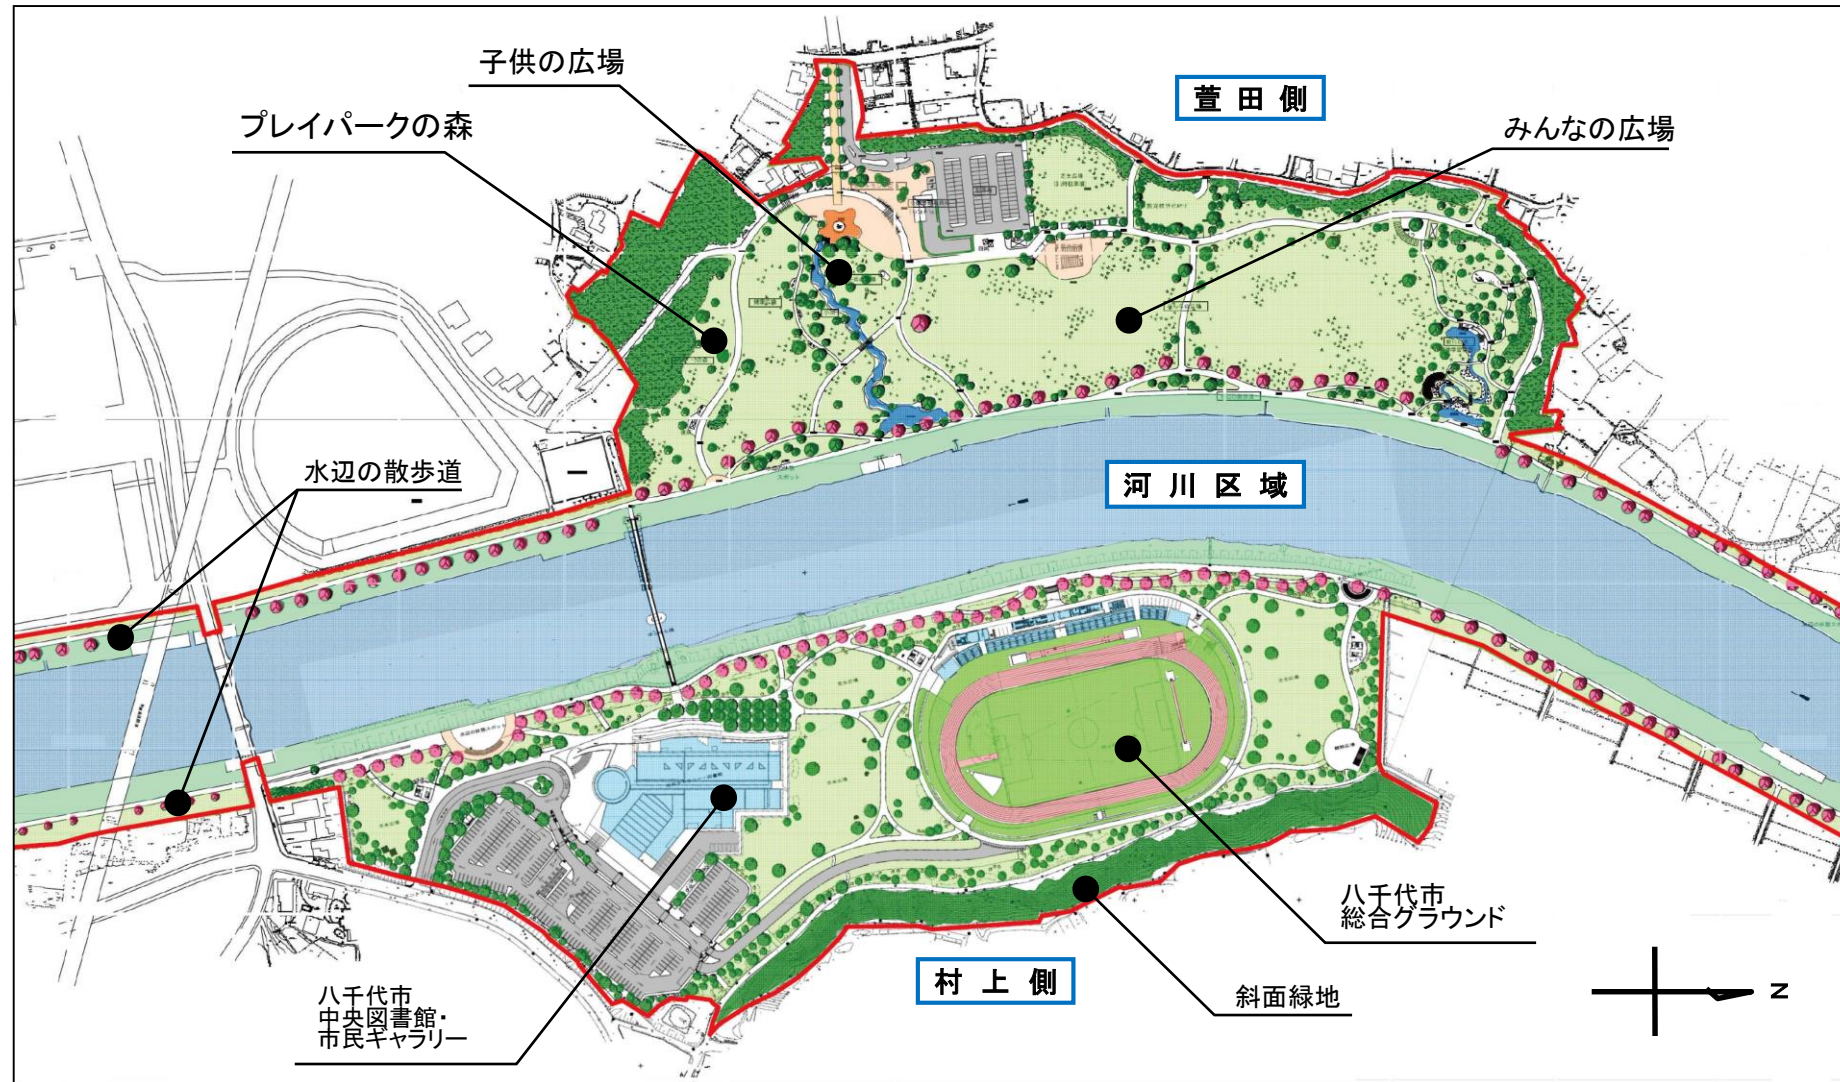 子供の広場
萱田側
プレイパークの森
みんなの広場
水辺の散歩道
河川区域
八千代市
総合グラウンド
村上側
八千代市
中央図書館・
市民ギャラリー
斜面緑地
N